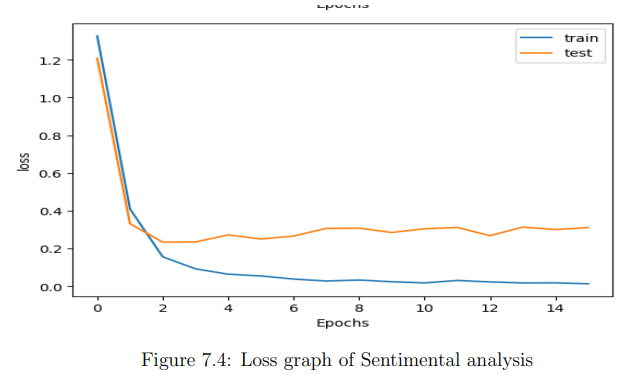 Epochs
train
test
1.2
1.0
0.8
0.6
0.4
0.2
0.0
loss
0 2 4 6 8 10 12 14
Epochs
Figure 7.4: Loss graph of Sentimental analysis